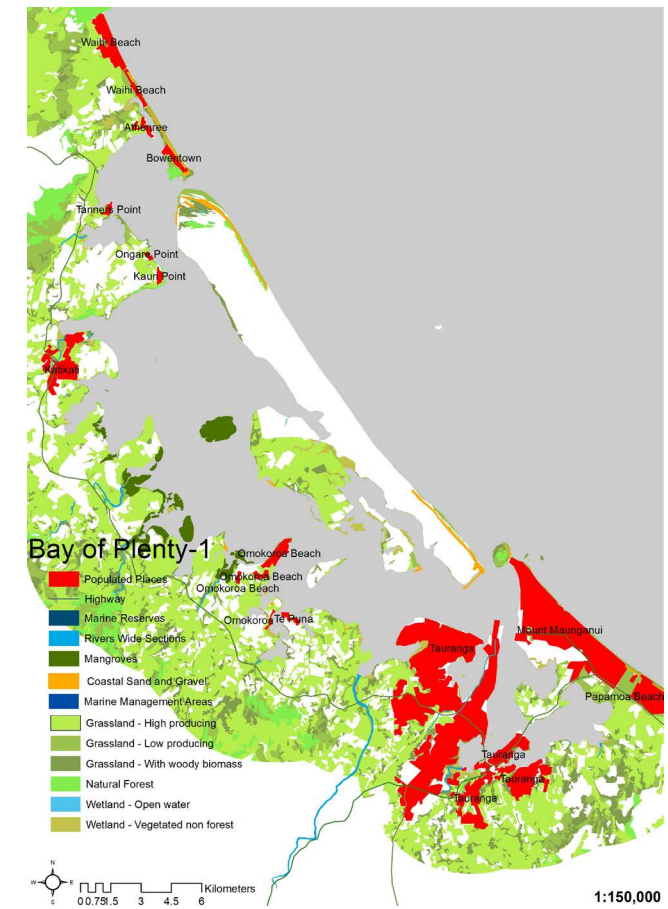 Waihi Beach
Waihi Beach
Athenree
Bowentown
Tanners Point
Ongare Point
Kauri Point
Katikati
Bay of Plenty-1
Omokoroa Beach
Omokoroa Beach
Omokoroa Beach
Omokoroa
Te Puna
Mount Maunganui
Tauranga
Papamoa Beach
Tauranga
Tauranga
Tauranga
Populated Places
Highway
Marine Reserves
Rivers Wide Sections
Mangroves
Coastal Sand and Gravel
Marine Management Areas
Grassland - High producing
Grassland - Low producing
Grassland - With woody biomass
Natural Forest
Wetland - Open water
Wetland - Vegetated non forest
N
W E
S
Kilometers
0 0.75 1.5 3 4.5 6
1:150,000